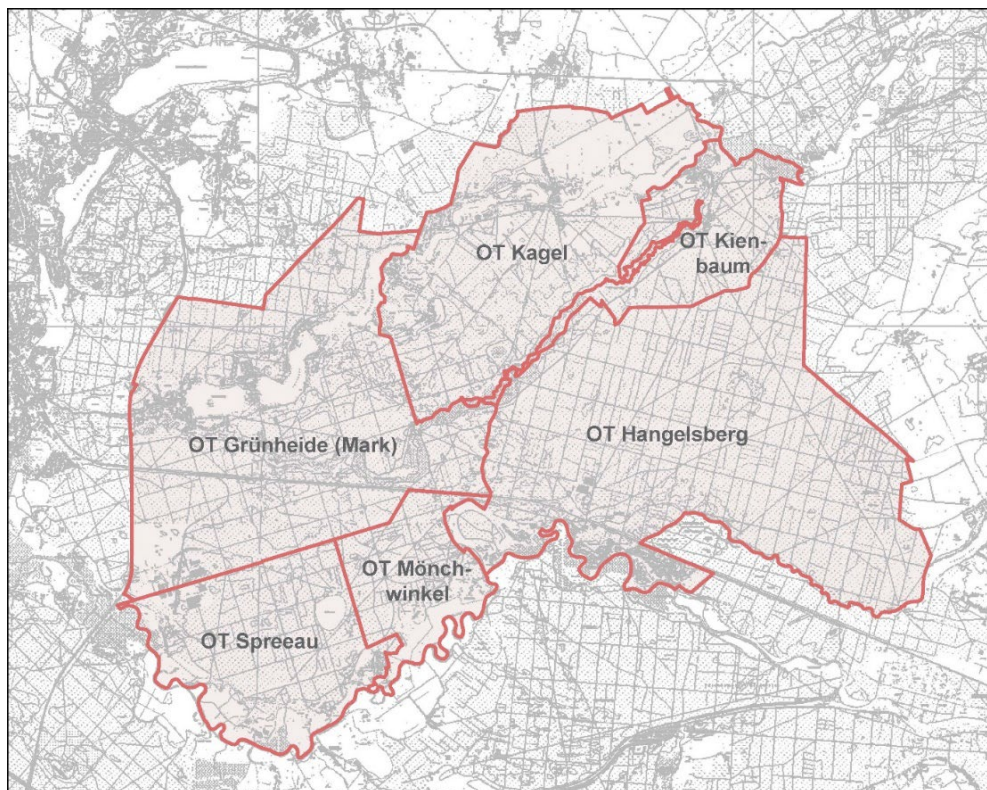 OT Kagel
OT Kien-
baum
OT Grünheide (Mark)
OT Hangelsberg
OT Mönch-
winkel
OT Spreeau